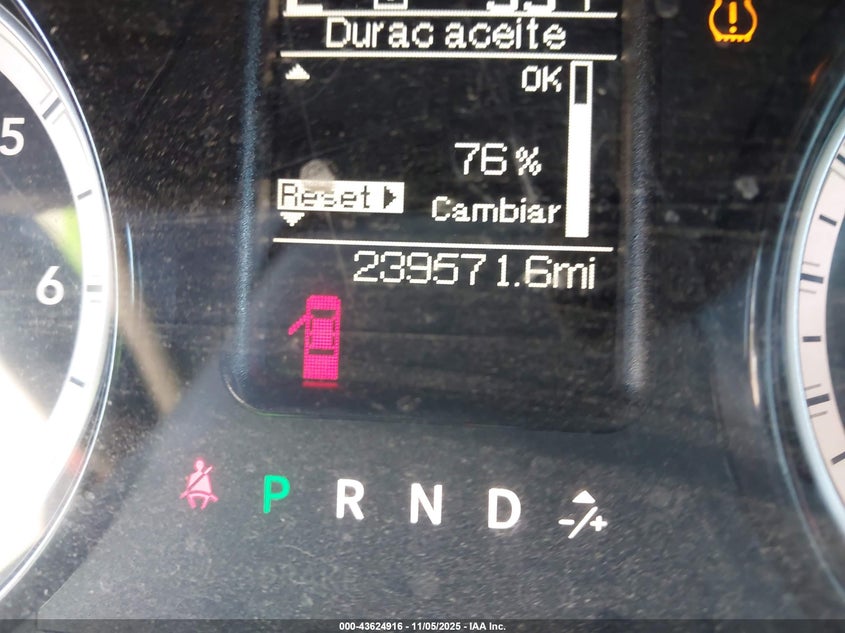 Durac aceite
OK
76%
Reset
Cambiar
239571.6mi
5
6
P R N D -/+
000-43624916 - 11/05/2025 - IAA Inc.